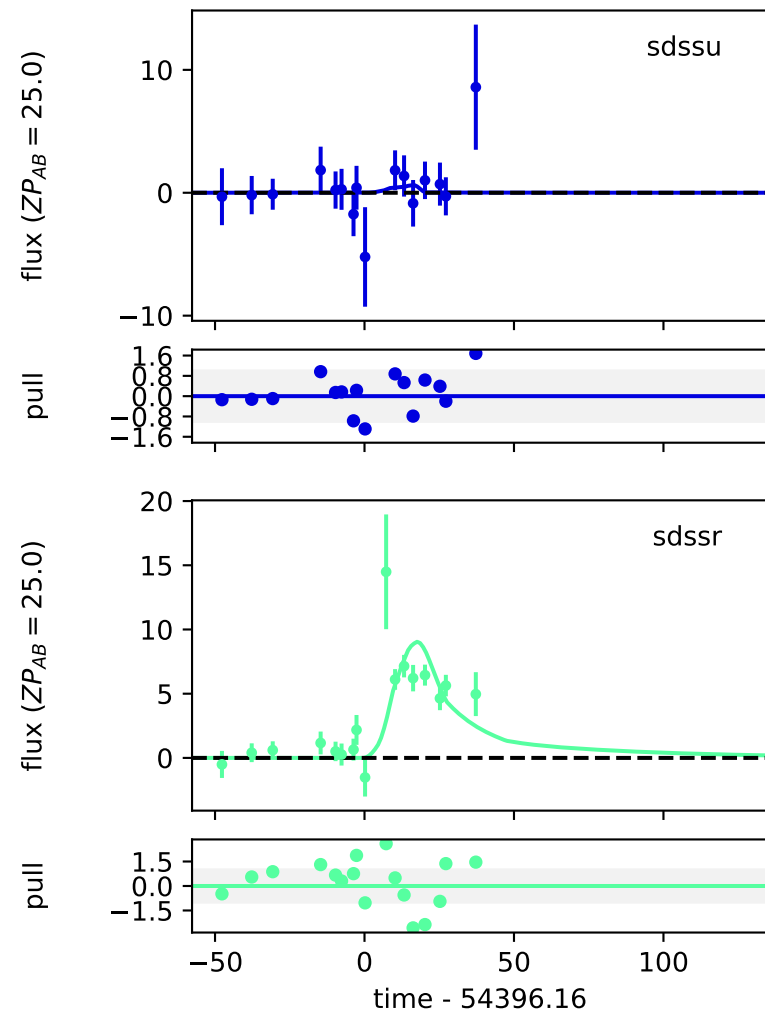 sdssu
flux (ZP_AB = 25.0)
10
0
−10
pull
1.6
0.8
0.0
−0.8
−1.6
sdssr
flux (ZP_AB = 25.0)
20
15
10
5
0
pull
1.5
0.0
−1.5
−50 0 50 100
time - 54396.16